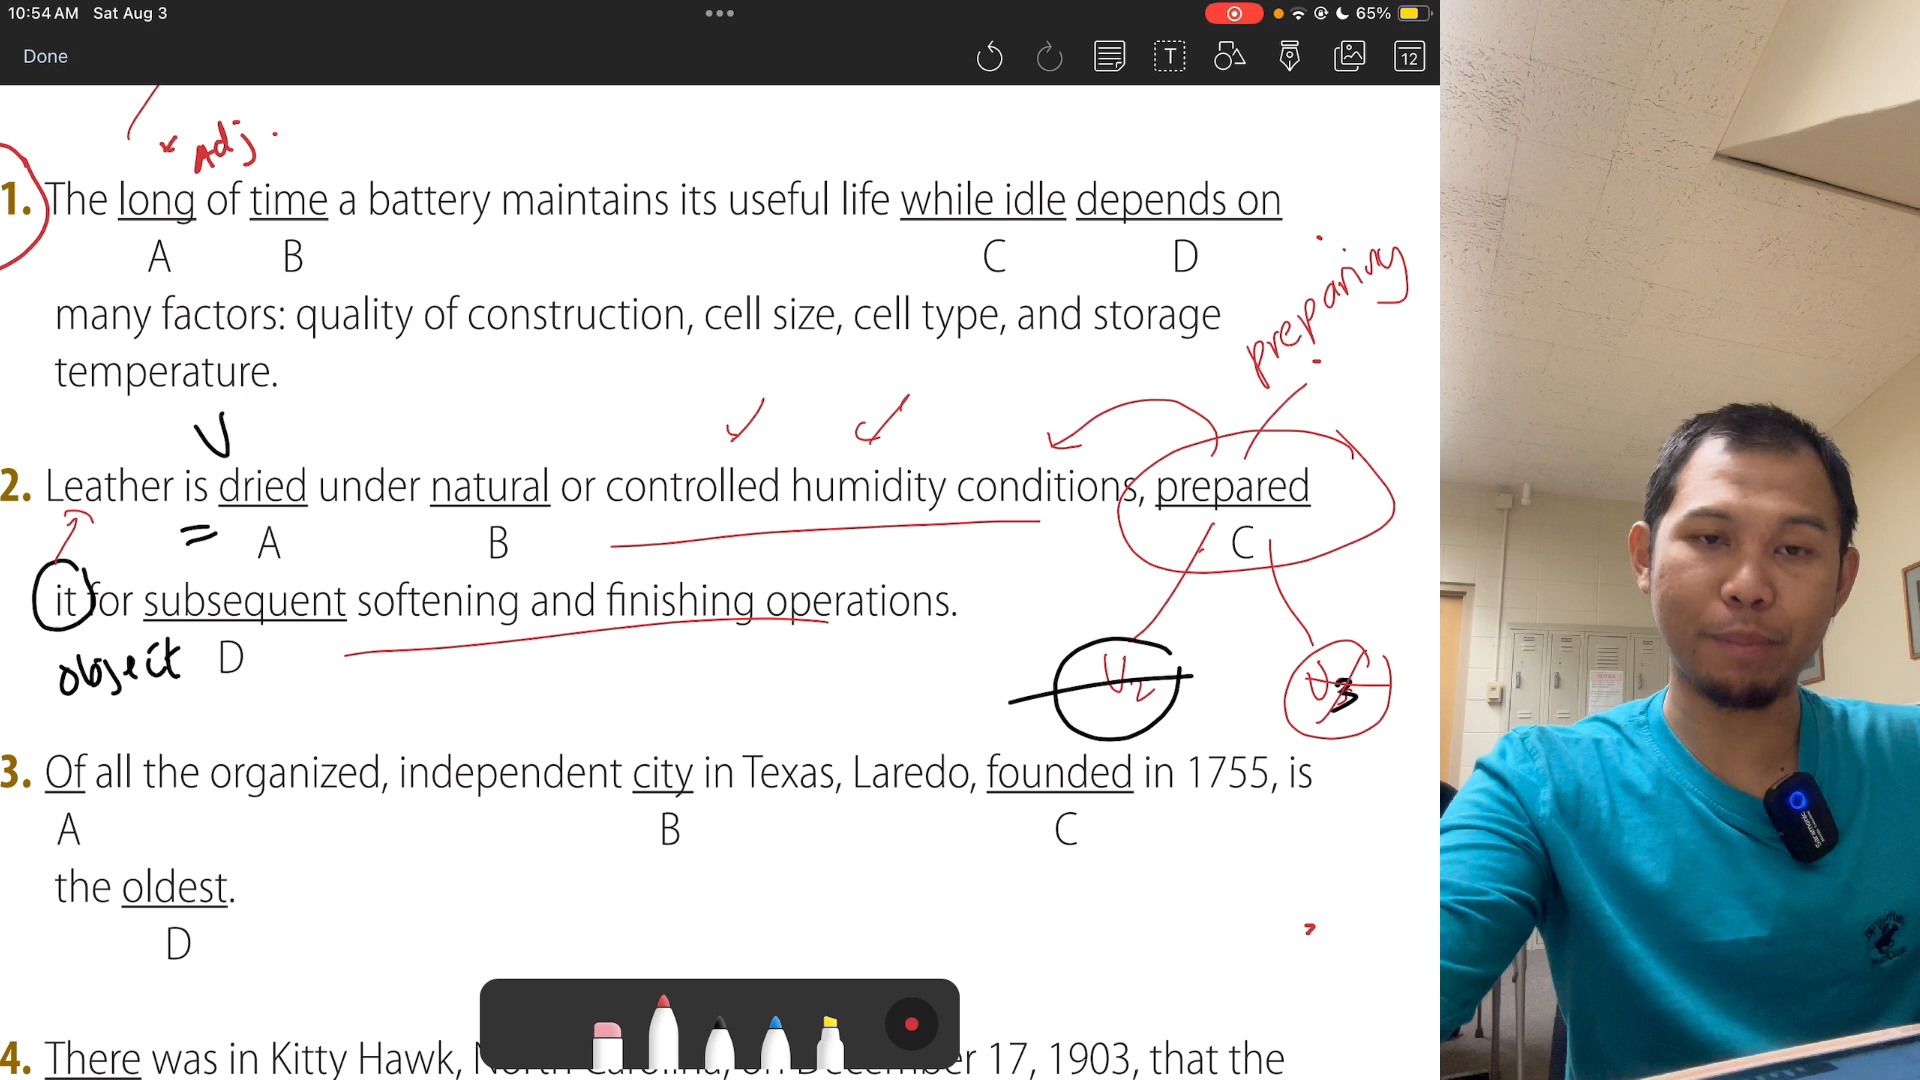 10:54 AM Sat Aug 3
65%
Done
T
12
Adj.
1. The long of time a battery maintains its useful life while idle depends on
A B C D
preparing
many factors: quality of construction, cell size, cell type, and storage
temperature.
V
2. Leather is dried under natural or controlled humidity conditions, prepared
A B C
it for subsequent softening and finishing operations.
object D
V2 V3
3. Of all the organized, independent city in Texas, Laredo, founded in 1755, is
A B C
the oldest.
D
4. There was in Kitty Hawk, North Carolina, on December 17, 1903, that the